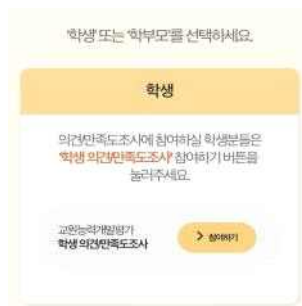 '학생' 또는 '학부모'를 선택하세요.
학생
의견/만족도조사에 참여하실 학생분들은
'학생 의견/만족도조사' 참여하기 버튼을
눌러주세요.
교원능력개발평가
학생 의견/만족도조사
> 참여하기